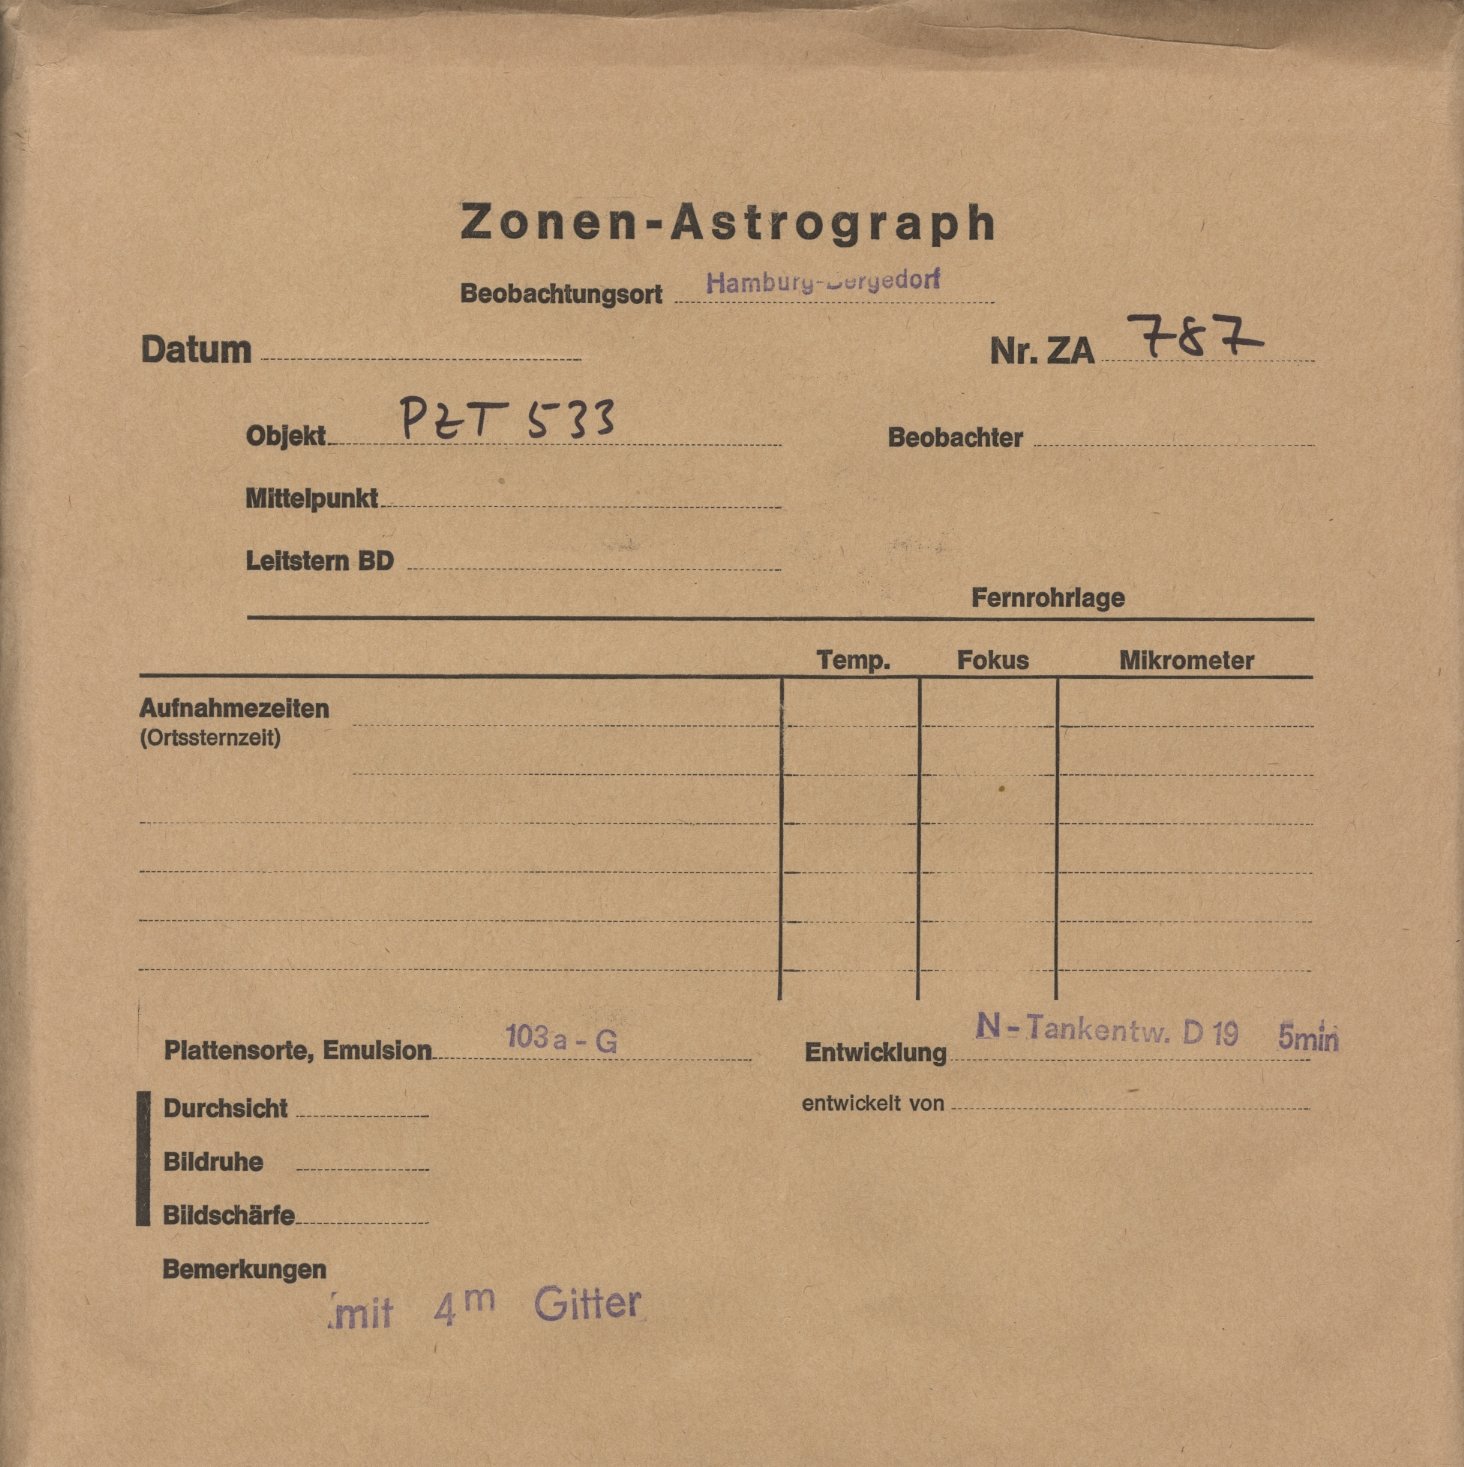 Zonen-Astrograph
Beobachtungsort Hamburg-Bergedorf
Datum Nr. ZA 787
Objekt PZT 533 Beobachter
Mittelpunkt
Leitstern BD
Fernrohrlage
Temp. Fokus Mikrometer
Aufnahmezeiten
(Ortssternzeit)
Plattensorte, Emulsion 103a-G Entwicklung N-Tankentw. D 19 5min
Durchsicht entwickelt von
Bildruhe
Bildschärfe
Bemerkungen
mit 4m Gitter